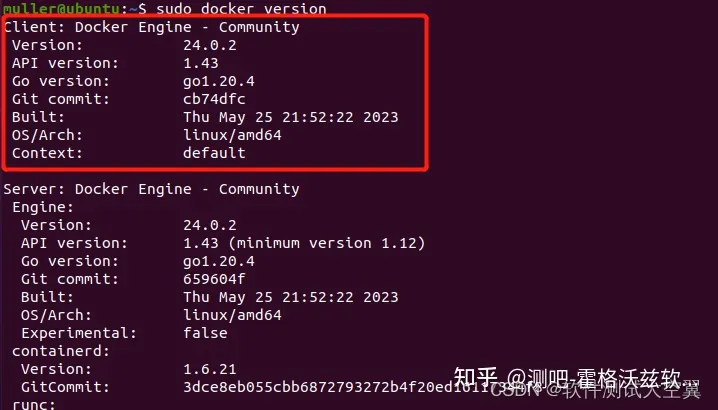 muller@ubuntu:~$ sudo docker version
Client: Docker Engine - Community
Version: 24.0.2
API version: 1.43
Go version: go1.20.4
Git commit: cb74dfc
Built: Thu May 25 21:52:22 2023
OS/Arch: linux/amd64
Context: default
Server: Docker Engine - Community
Engine:
Version: 24.0.2
API version: 1.43 (minimum version 1.12)
Go version: go1.20.4
Git commit: 659604f
Built: Thu May 25 21:52:22 2023
OS/Arch: linux/amd64
Experimental: false
containerd:
Version: 1.6.21
GitCommit:
知乎 @测吧-霍格沃兹软...
CSDN @软件测试大空翼
runc: